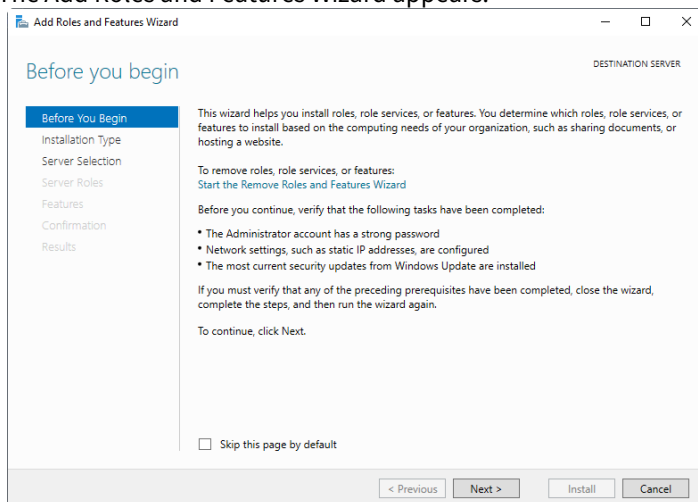 The Add Roles and Features Wizard appears.
Add Roles and Features Wizard
Before you begin
DESTINATION SERVER
Before You Begin
Installation Type
Server Selection
Server Roles
Features
Confirmation
Results
This wizard helps you install roles, role services, or features. You determine which roles, role services, or
features to install based on the computing needs of your organization, such as sharing documents, or
hosting a website.
To remove roles, role services, or features:
Start the Remove Roles and Features Wizard
Before you continue, verify that the following tasks have been completed:
• The Administrator account has a strong password
• Network settings, such as static IP addresses, are configured
• The most current security updates from Windows Update are installed
If you must verify that any of the preceding prerequisites have been completed, close the wizard,
complete the steps, and then run the wizard again.
To continue, click Next.
Skip this page by default
< Previous Next > Install Cancel